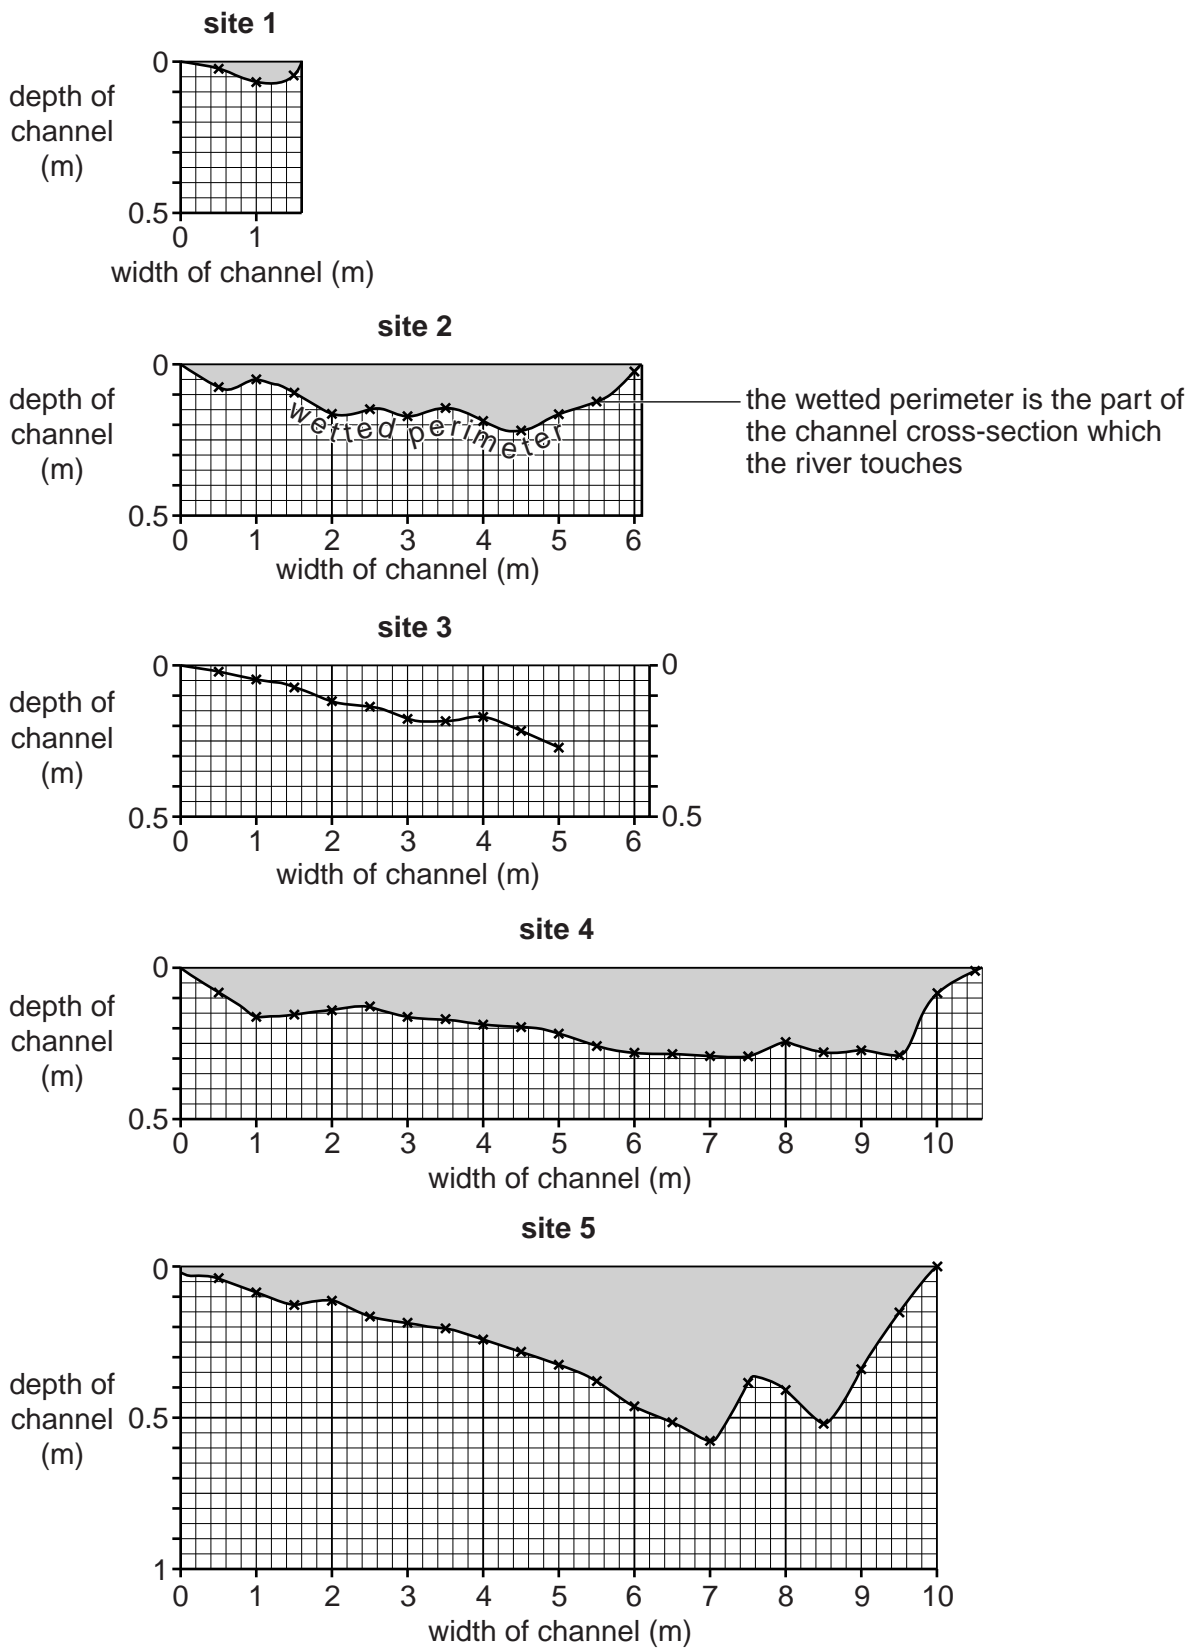 site 1
0
depth of
channel
(m)
0.5
0 1
width of channel (m)
site 2
0
depth of
channel
(m)
0.5
wetted perimeter
the wetted perimeter is the part of
the channel cross-section which
the river touches
0 1 2 3 4 5 6
width of channel (m)
site 3
0 0
depth of
channel
(m)
0.5 0.5
0 1 2 3 4 5 6
width of channel (m)
site 4
0
depth of
channel
(m)
0.5
0 1 2 3 4 5 6 7 8 9 10
width of channel (m)
site 5
0
depth of
channel
(m)
0.5
1
0 1 2 3 4 5 6 7 8 9 10
width of channel (m)